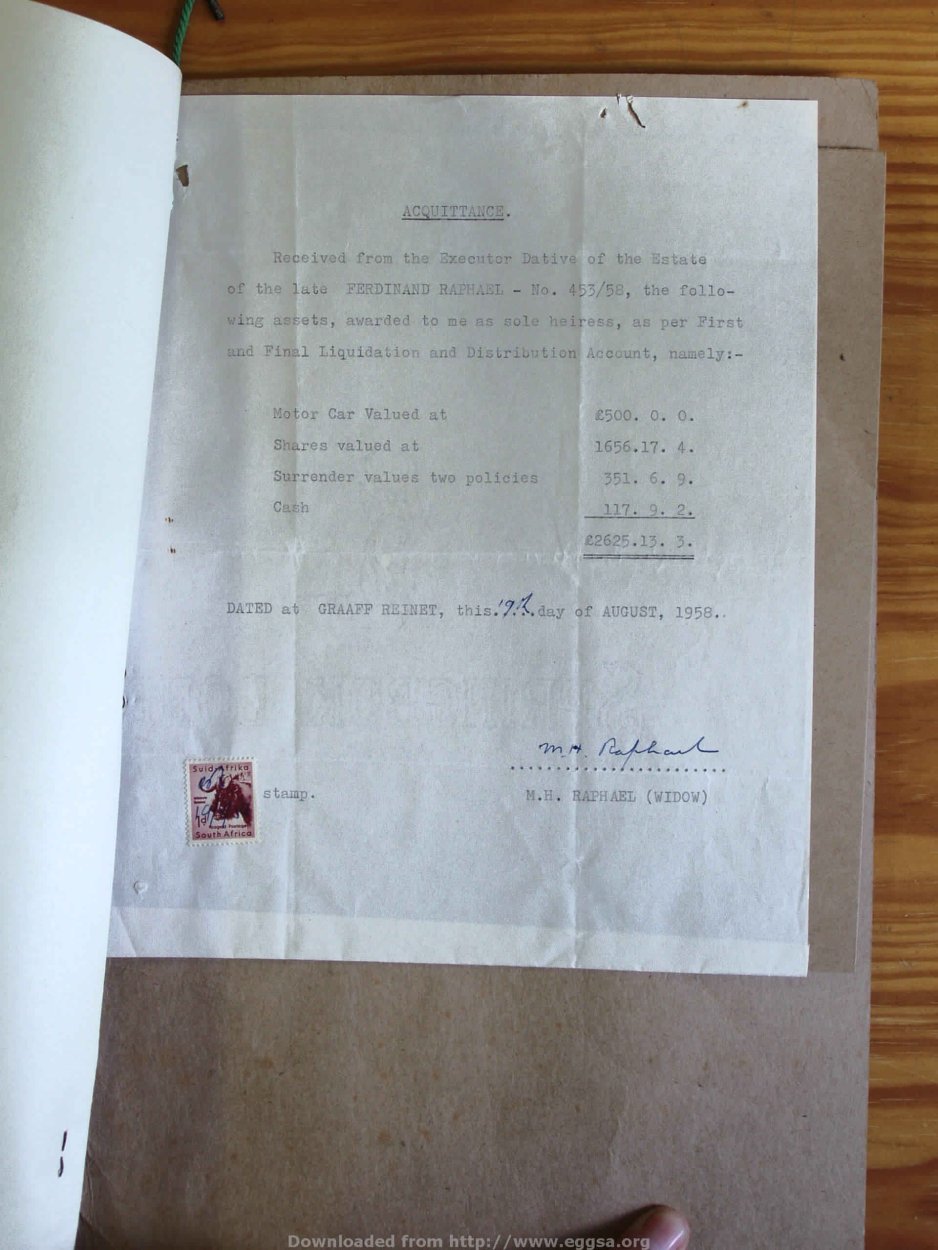 ACQUITTANCE.
Received from the Executor Dative of the Estate
of the late FERDINAND RAPHAEL - No. 453/58, the follo-
wing assets, awarded to me as sole heiress, as per First
and Final Liquidation and Distribution Account, namely:-
Motor Car Valued at £500. 0. 0.
Shares valued at 1656.17. 4.
Surrender values two policies 351. 6. 9.
Cash 117. 9. 2.
£2625.13. 3.
DATED at GRAAFF REINET, this day of AUGUST, 1958..
M.H. Raphael
Suid-Afrika
stamp.
M.H. RAPHAEL (WIDOW)
1d
South Africa
Downloaded from http://www.eggsa.org